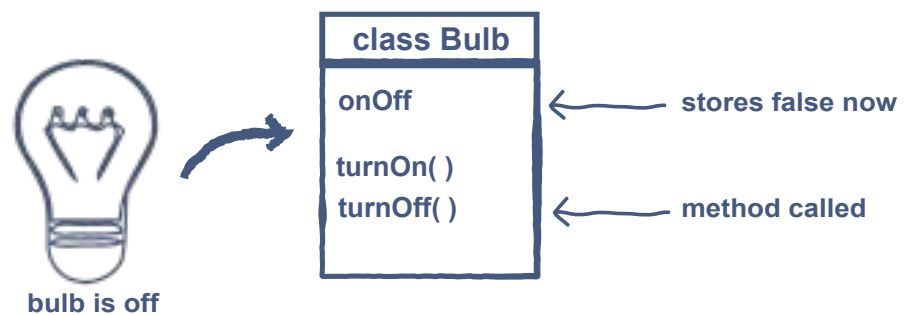 class Bulb
onOff
stores false now
turnOn( )
turnOff( )
method called
bulb is off